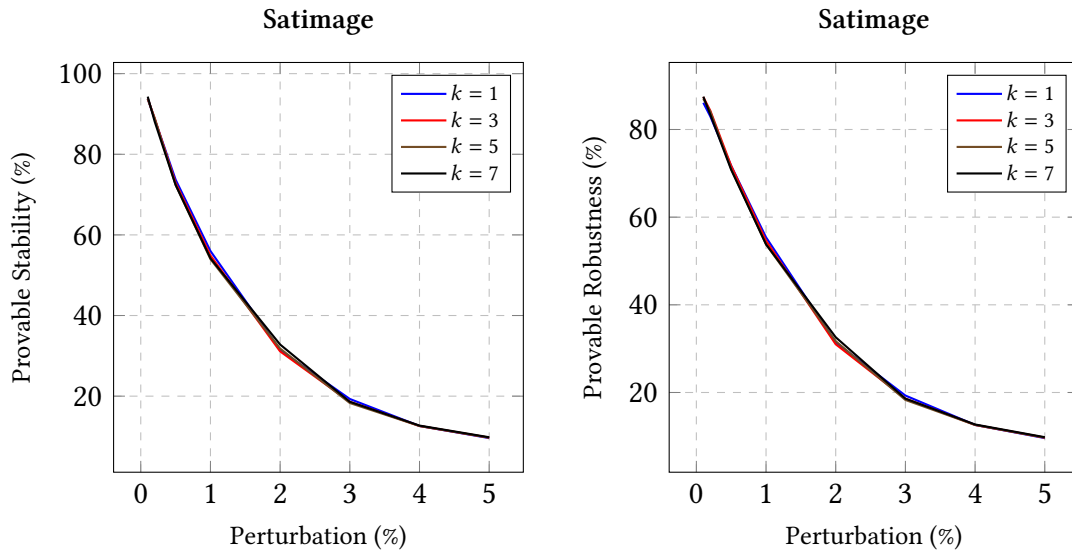 Satimage
Provable Stability (%)
100
80
60
40
20
0 1 2 3 4 5
Perturbation (%)
k = 1
k = 3
k = 5
k = 7
Satimage
Provable Robustness (%)
80
60
40
20
0 1 2 3 4 5
Perturbation (%)
k = 1
k = 3
k = 5
k = 7